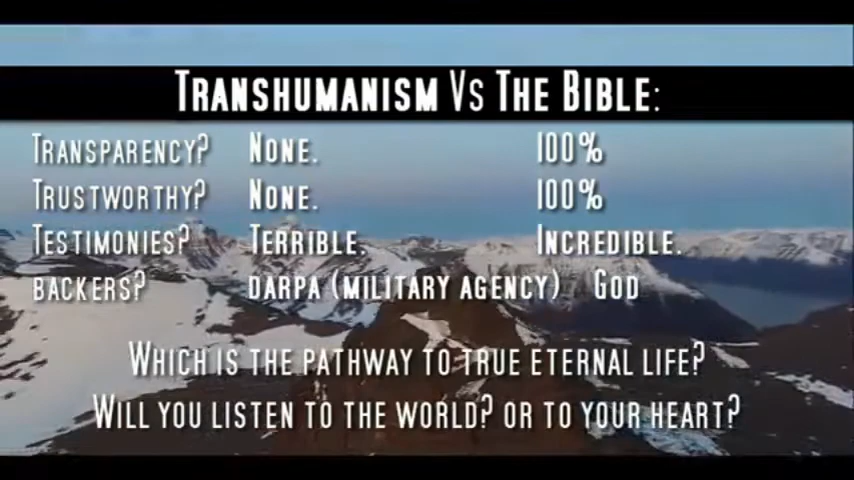 Transhumanism Vs The Bible:
Transparency? None. 100%
Trustworthy? None. 100%
Testimonies? Terrible. Incredible.
backers? darpa (military agency) God
Which is the pathway to true eternal life?
Will you listen to the world? or to your heart?